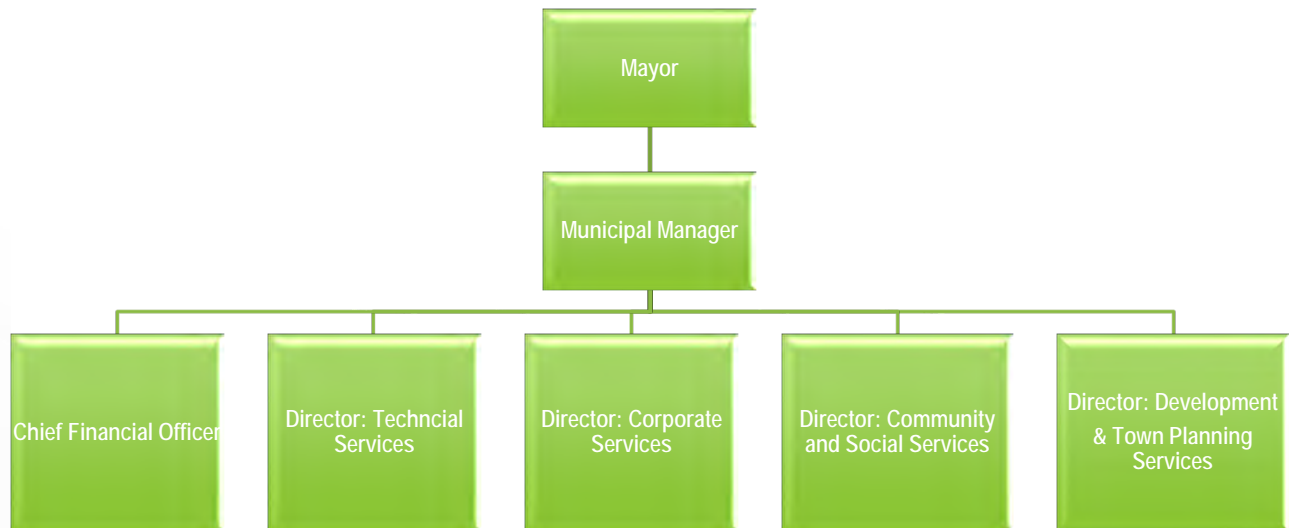 Mayor
Municipal Manager
Chief Financial Officer
Director: Techncial
Services
Director: Corporate
Services
Director: Community
and Social Services
Director: Development
& Town Planning
Services